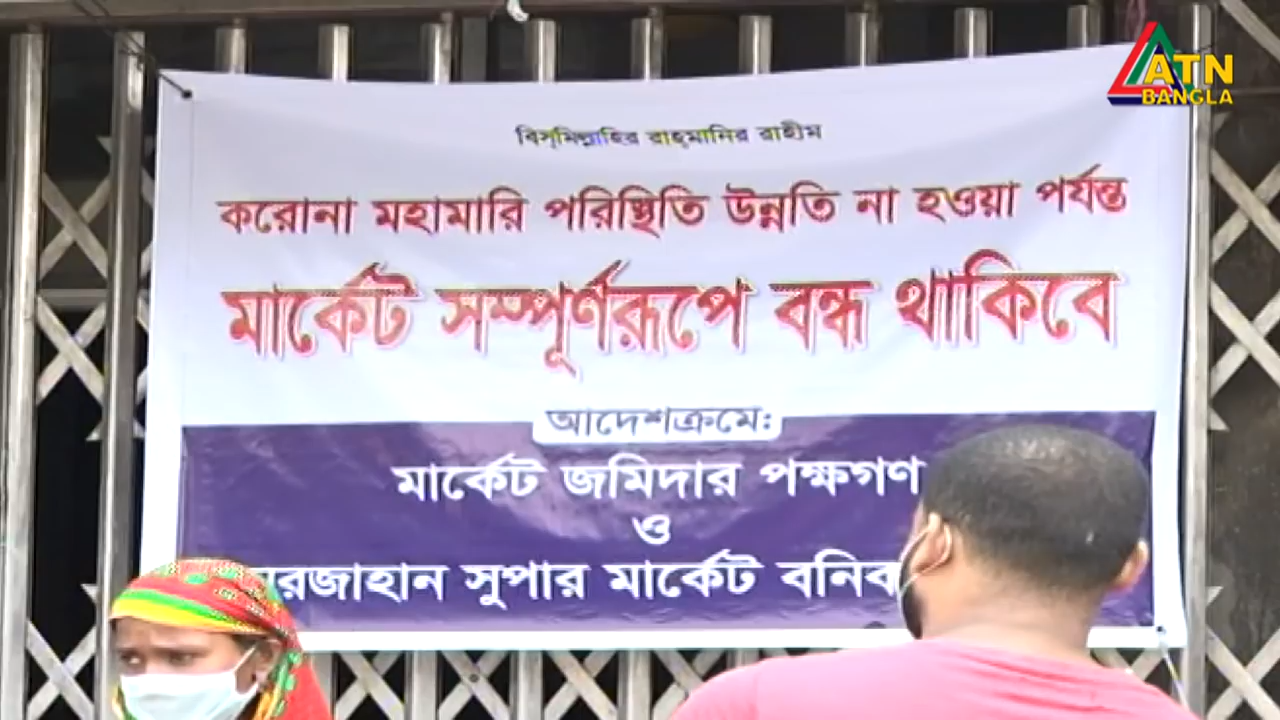 ATN
BANGLA
বিস্‌মিল্লাহির রাহমানির রাহীম
করোনা মহামারি পরিস্থিতি উন্নতি না হওয়া পর্যন্ত
মার্কেট সম্পূর্ণরূপে বন্ধ থাকিবে
আদেশক্রমে:
মার্কেট জমিদার পক্ষগণ
ও
সুপার মার্কেট